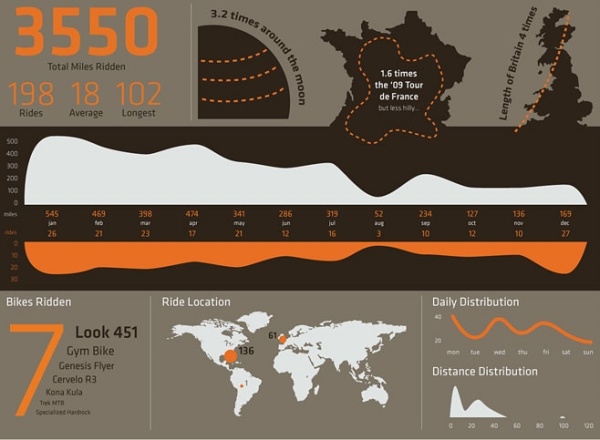 3550
Total Miles Ridden
198 18 102
Rides Average Longest
3.2 times around the moon
1.6 times
the '09 Tour
de France
but less hilly...
Length of Britain 4 times
500
400
300
200
100
0
miles 545 469 398 474 341 286 319 52 234 127 136 169
jan feb mar apr may jun jul aug sep oct nov dec
rides 26 21 23 17 21 12 16 3 10 12 10 27
0
10
20
30
Bikes Ridden
7
Look 451
Gym Bike
Genesis Flyer
Cervelo R3
Kona Kula
Trek MTB
Specialized Hardrock
Ride Location
61
136
1
Daily Distribution
40
20
mon tue wed thu fri sat sun
Distance Distribution
0 20 40 60 80 100 120